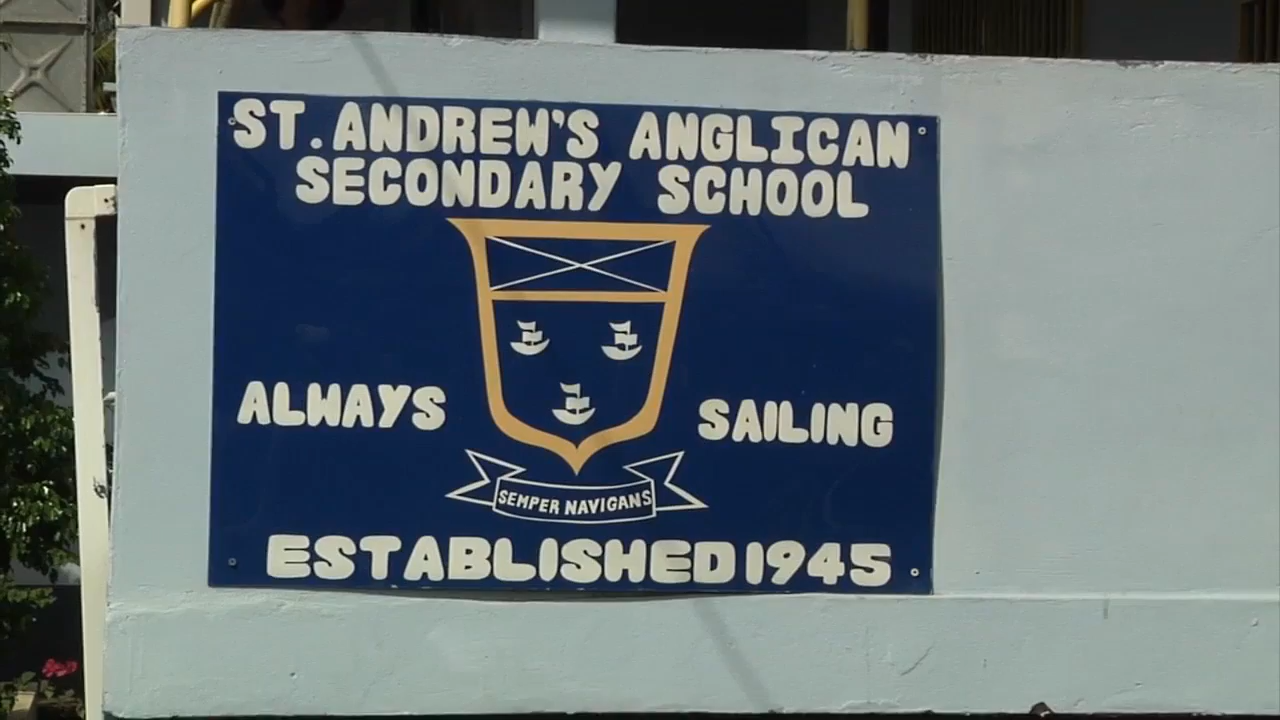 ST. ANDREW'S ANGLICAN
SECONDARY SCHOOL
ALWAYS SAILING
SEMPER NAVIGANS
ESTABLISHED 1945